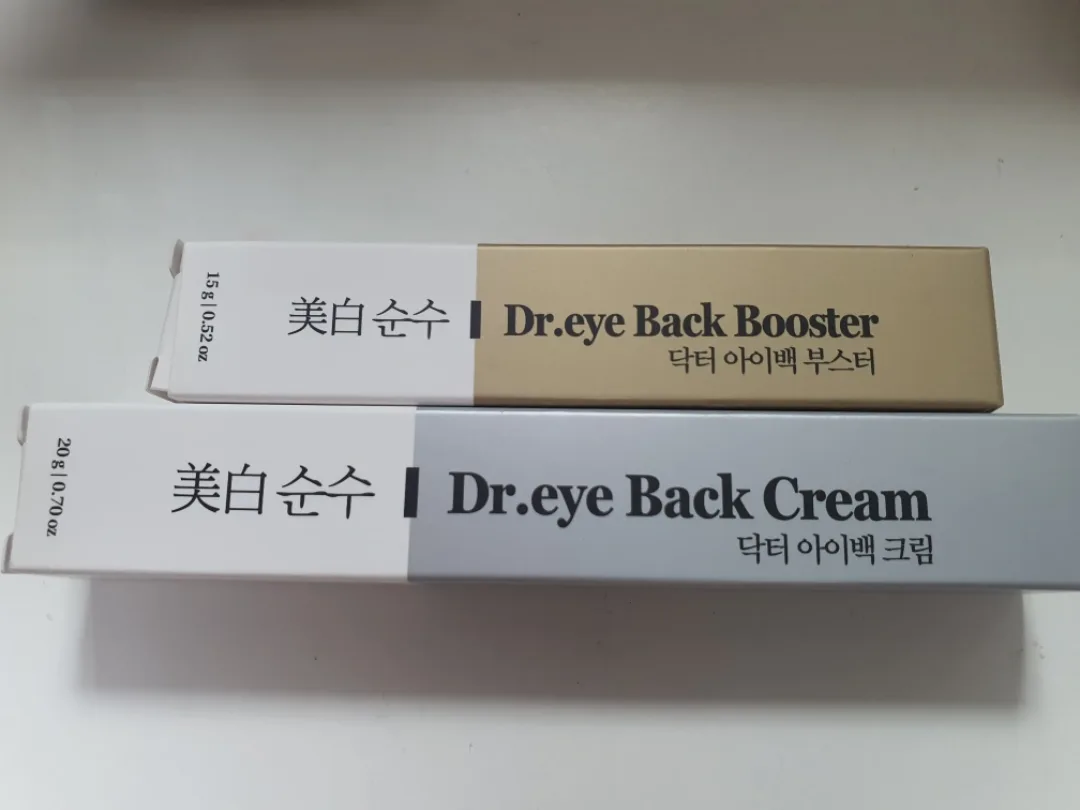 15 g | 0.52 oz
美白 순수
Dr.eye Back Booster
닥터 아이백 부스터
20 g | 0.70 oz
美白 순수
Dr.eye Back Cream
닥터 아이백 크림